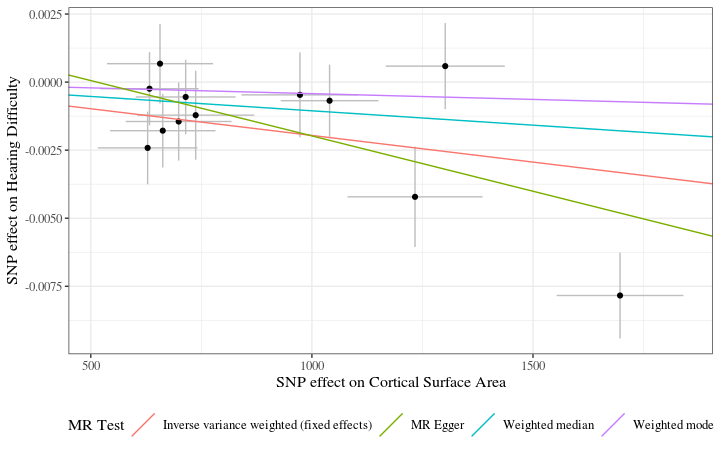 0.0025
0.0000
-0.0025
-0.0050
-0.0075
SNP effect on Hearing Difficulty
500 1000 1500
SNP effect on Cortical Surface Area
MR Test Inverse variance weighted (fixed effects) MR Egger Weighted median Weighted mode